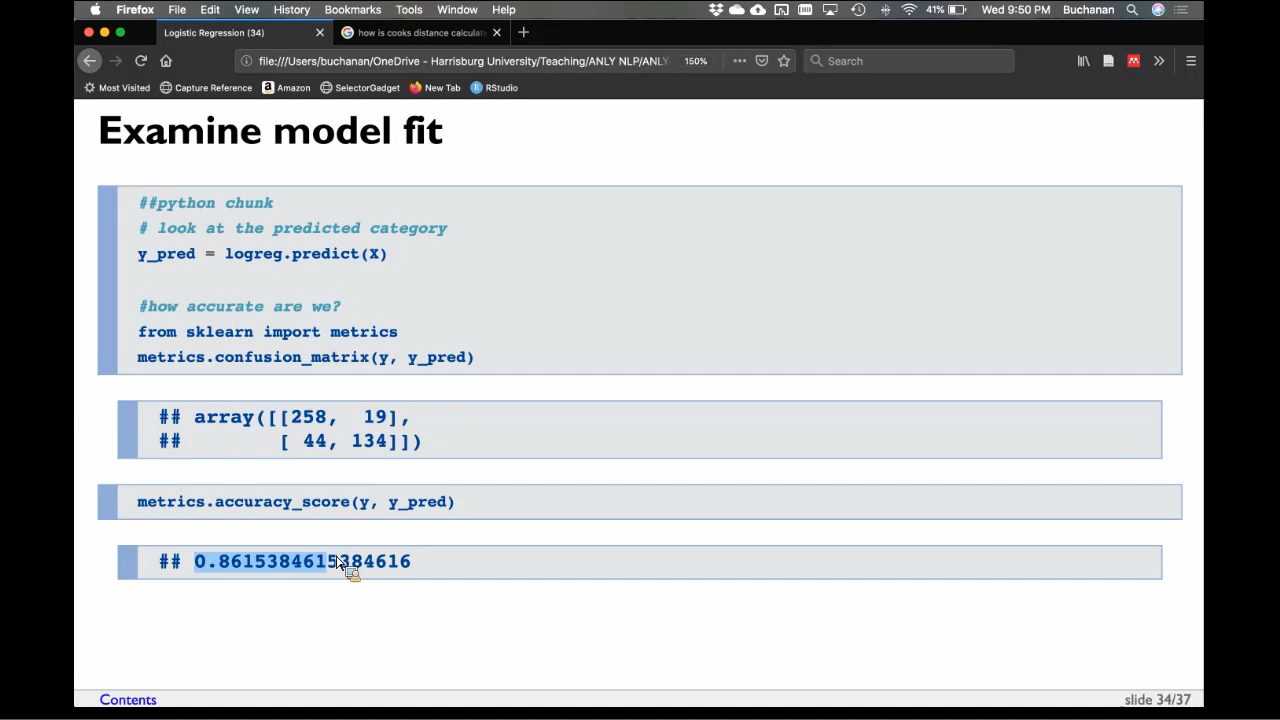 Firefox File Edit View History Bookmarks Tools Window Help 41% Wed 9:50 PM Buchanan
Logistic Regression (34) how is cooks distance calculate
file:///Users/buchanan/OneDrive - Harrisburg University/Teaching/ANLY NLP/ANLY 150% Search
Most Visited Capture Reference Amazon SelectorGadget New Tab RStudio
Examine model fit
##python chunk
# look at the predicted category
y_pred = logreg.predict(X)
#how accurate are we?
from sklearn import metrics
metrics.confusion_matrix(y, y_pred)
## array([[258, 19],
## [ 44, 134]])
metrics.accuracy_score(y, y_pred)
## 0.8615384615384616
Contents slide 34/37